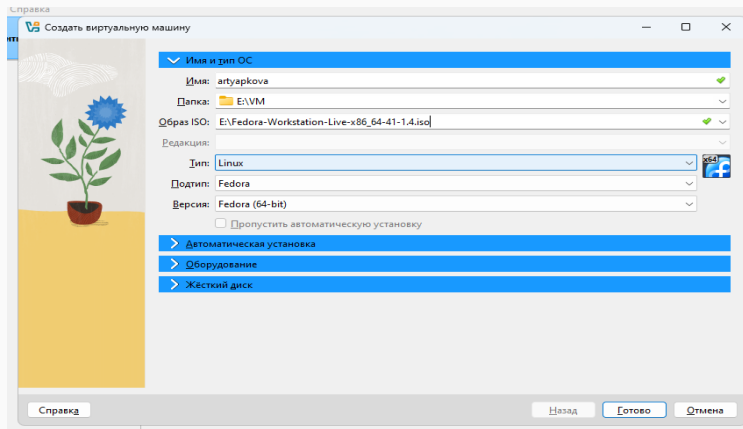 Справка
Создать виртуальную машину
Имя и тип ОС
Имя: artyapkova
Папка: E:\VM
Образ ISO: E:\Fedora-Workstation-Live-x86_64-41-1.4.iso
Редакция:
Тип: Linux
x64
Подтип: Fedora
Версия: Fedora (64-bit)
Пропустить автоматическую установку
Автоматическая установка
Оборудование
Жёсткий диск
Справка Назад Готово Отмена